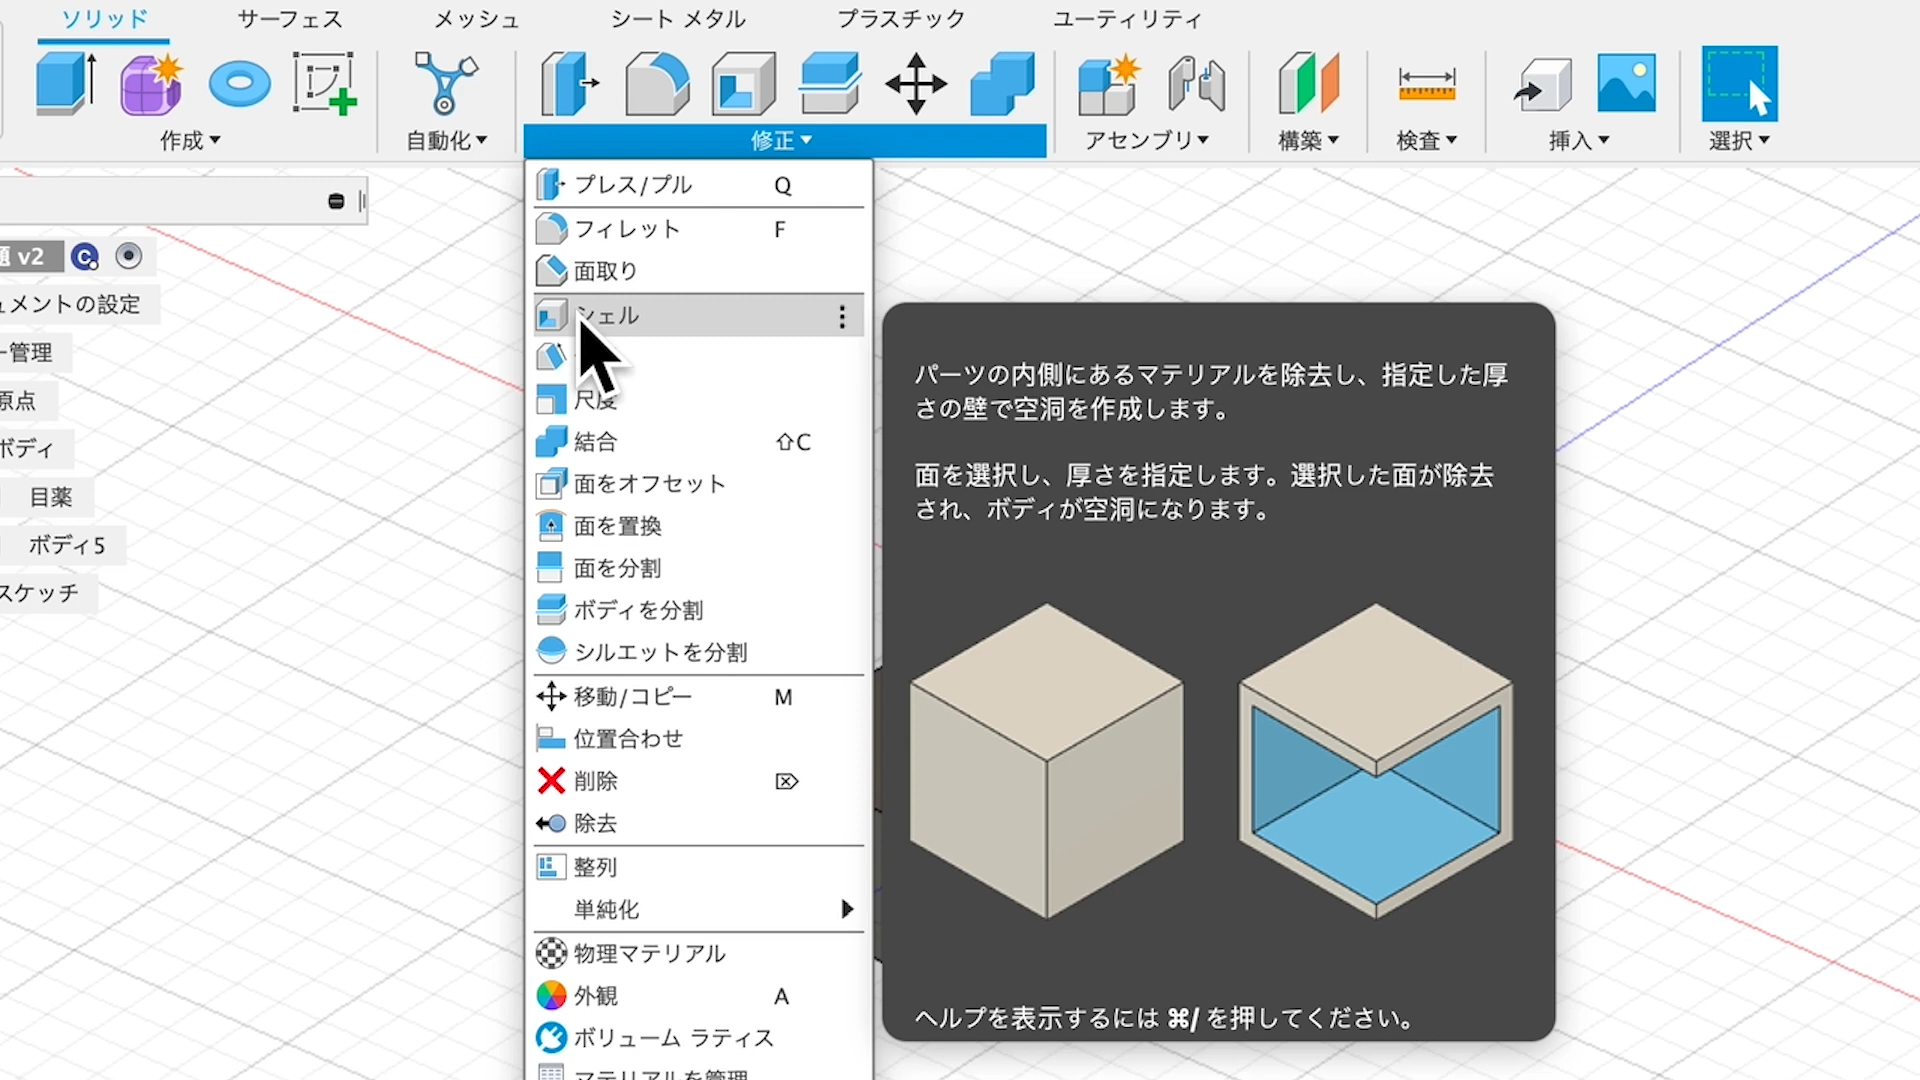 ソリッド
サーフェス
メッシュ
シート メタル
プラスチック
ユーティリティ
作成▼
自動化▼
修正▼
アセンブリ▼
構築▼
検査▼
挿入▼
選択▼
v2
ュメントの設定
ー管理
原点
ボディ
目薬
ボディ5
スケッチ
プレス/プル Q
フィレット F
面取り
シェル
尺度
結合 ⇧C
面をオフセット
面を置換
面を分割
ボディを分割
シルエットを分割
移動/コピー M
位置合わせ
削除 ⌦
除去
整列
単純化
物理マテリアル
外観 A
ボリューム ラティス
マテリアルを管理
パーツの内側にあるマテリアルを除去し、指定した厚
さの壁で空洞を作成します。
面を選択し、厚さを指定します。選択した面が除去
され、ボディが空洞になります。
ヘルプを表示するには ⌘/ を押してください。